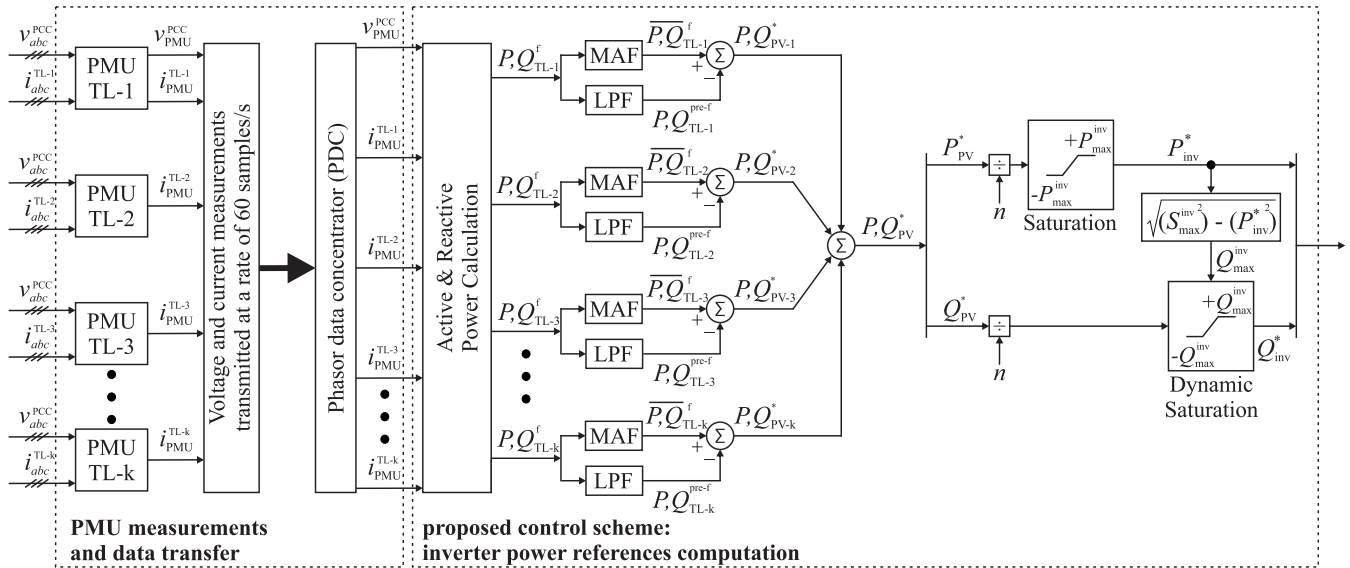 v_abc^PCC
i_abc^TL-1
PMU
TL-1
v_PMU^PCC
i_PMU^TL-1
v_abc^PCC
i_abc^TL-2
PMU
TL-2
i_PMU^TL-2
v_abc^PCC
i_abc^TL-3
PMU
TL-3
i_PMU^TL-3
v_abc^PCC
i_abc^TL-k
PMU
TL-k
i_PMU^TL-k
Voltage and current measurements
transmitted at a rate of 60 samples/s
Phasor data concentrator (PDC)
v_PMU^PCC
i_PMU^TL-1
i_PMU^TL-2
i_PMU^TL-3
i_PMU^TL-k
PMU measurements
and data transfer
Active & Reactive
Power Calculation
P,Q_TL-1^f
MAF
LPF
P,Q_TL-1^f
+
−
Σ
P,Q_TL-1^pre-f
P,Q_PV-1^*
P,Q_TL-2^f
MAF
LPF
P,Q_TL-2^f
+
−
Σ
P,Q_TL-2^pre-f
P,Q_PV-2^*
P,Q_TL-3^f
MAF
LPF
P,Q_TL-3^f
+
−
Σ
P,Q_TL-3^pre-f
P,Q_PV-3^*
P,Q_TL-k^f
MAF
LPF
P,Q_TL-k^f
+
−
Σ
P,Q_TL-k^pre-f
P,Q_PV-k^*
Σ
P,Q_PV^*
P_PV^*
÷
n
+P_max^inv
-P_max^inv
Saturation
P_inv^*
√(S_max^inv 2) - (P_inv^* 2)
Q_max^inv
Q_PV^*
÷
n
+Q_max^inv
-Q_max^inv
Q_inv^*
Dynamic
Saturation
proposed control scheme:
inverter power references computation